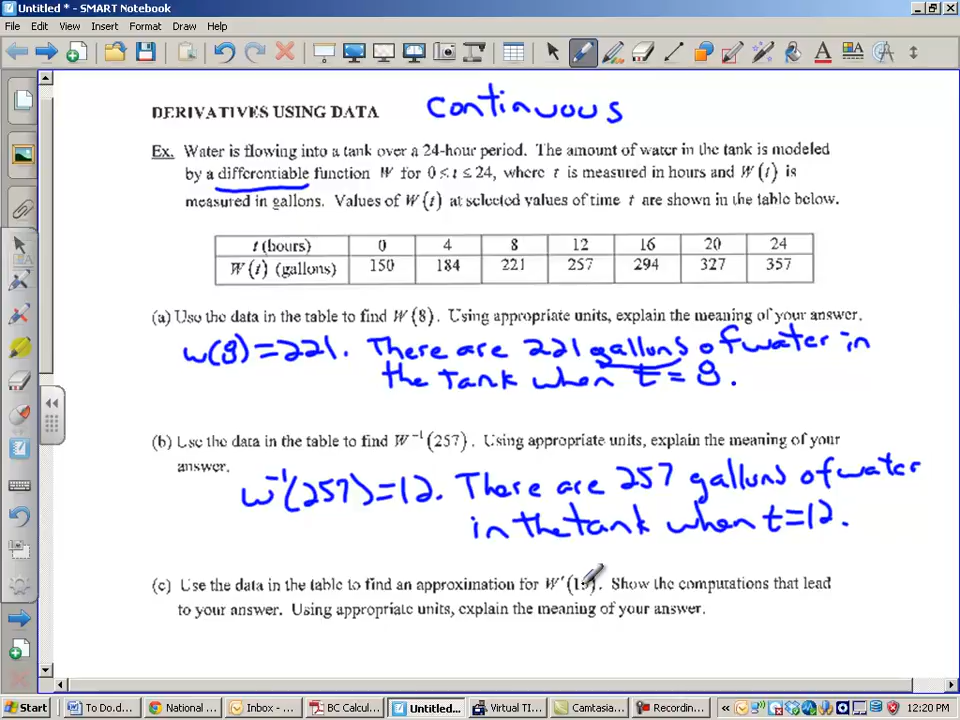 Untitled * - SMART Notebook
File Edit View Insert Format Draw Help
DERIVATIVES USING DATA continuous
Ex. Water is flowing into a tank over a 24-hour period. The amount of water in the tank is modeled
by a differentiable function W for 0 ≤ t ≤ 24, where t is measured in hours and W(t) is
measured in gallons. Values of W(t) at selected values of time t are shown in the table below.
t (hours) 0 4 8 12 16 20 24
W(t) (gallons) 150 184 221 257 294 327 357
(a) Use the data in the table to find W(8). Using appropriate units, explain the meaning of your answer.
W(8)=221. There are 221 gallons of water in
the tank when t = 8.
(b) Use the data in the table to find W⁻¹(257). Using appropriate units, explain the meaning of your
answer.
W⁻¹(257)=12. There are 257 gallons of water
in the tank when t=12.
(c) Use the data in the table to find an approximation for W′( ). Show the computations that lead
to your answer. Using appropriate units, explain the meaning of your answer.
Start To Do.d... National ... Inbox - ... BC Calcul... Untitled... Virtual TI... Camtasia... Recordin... 12:20 PM